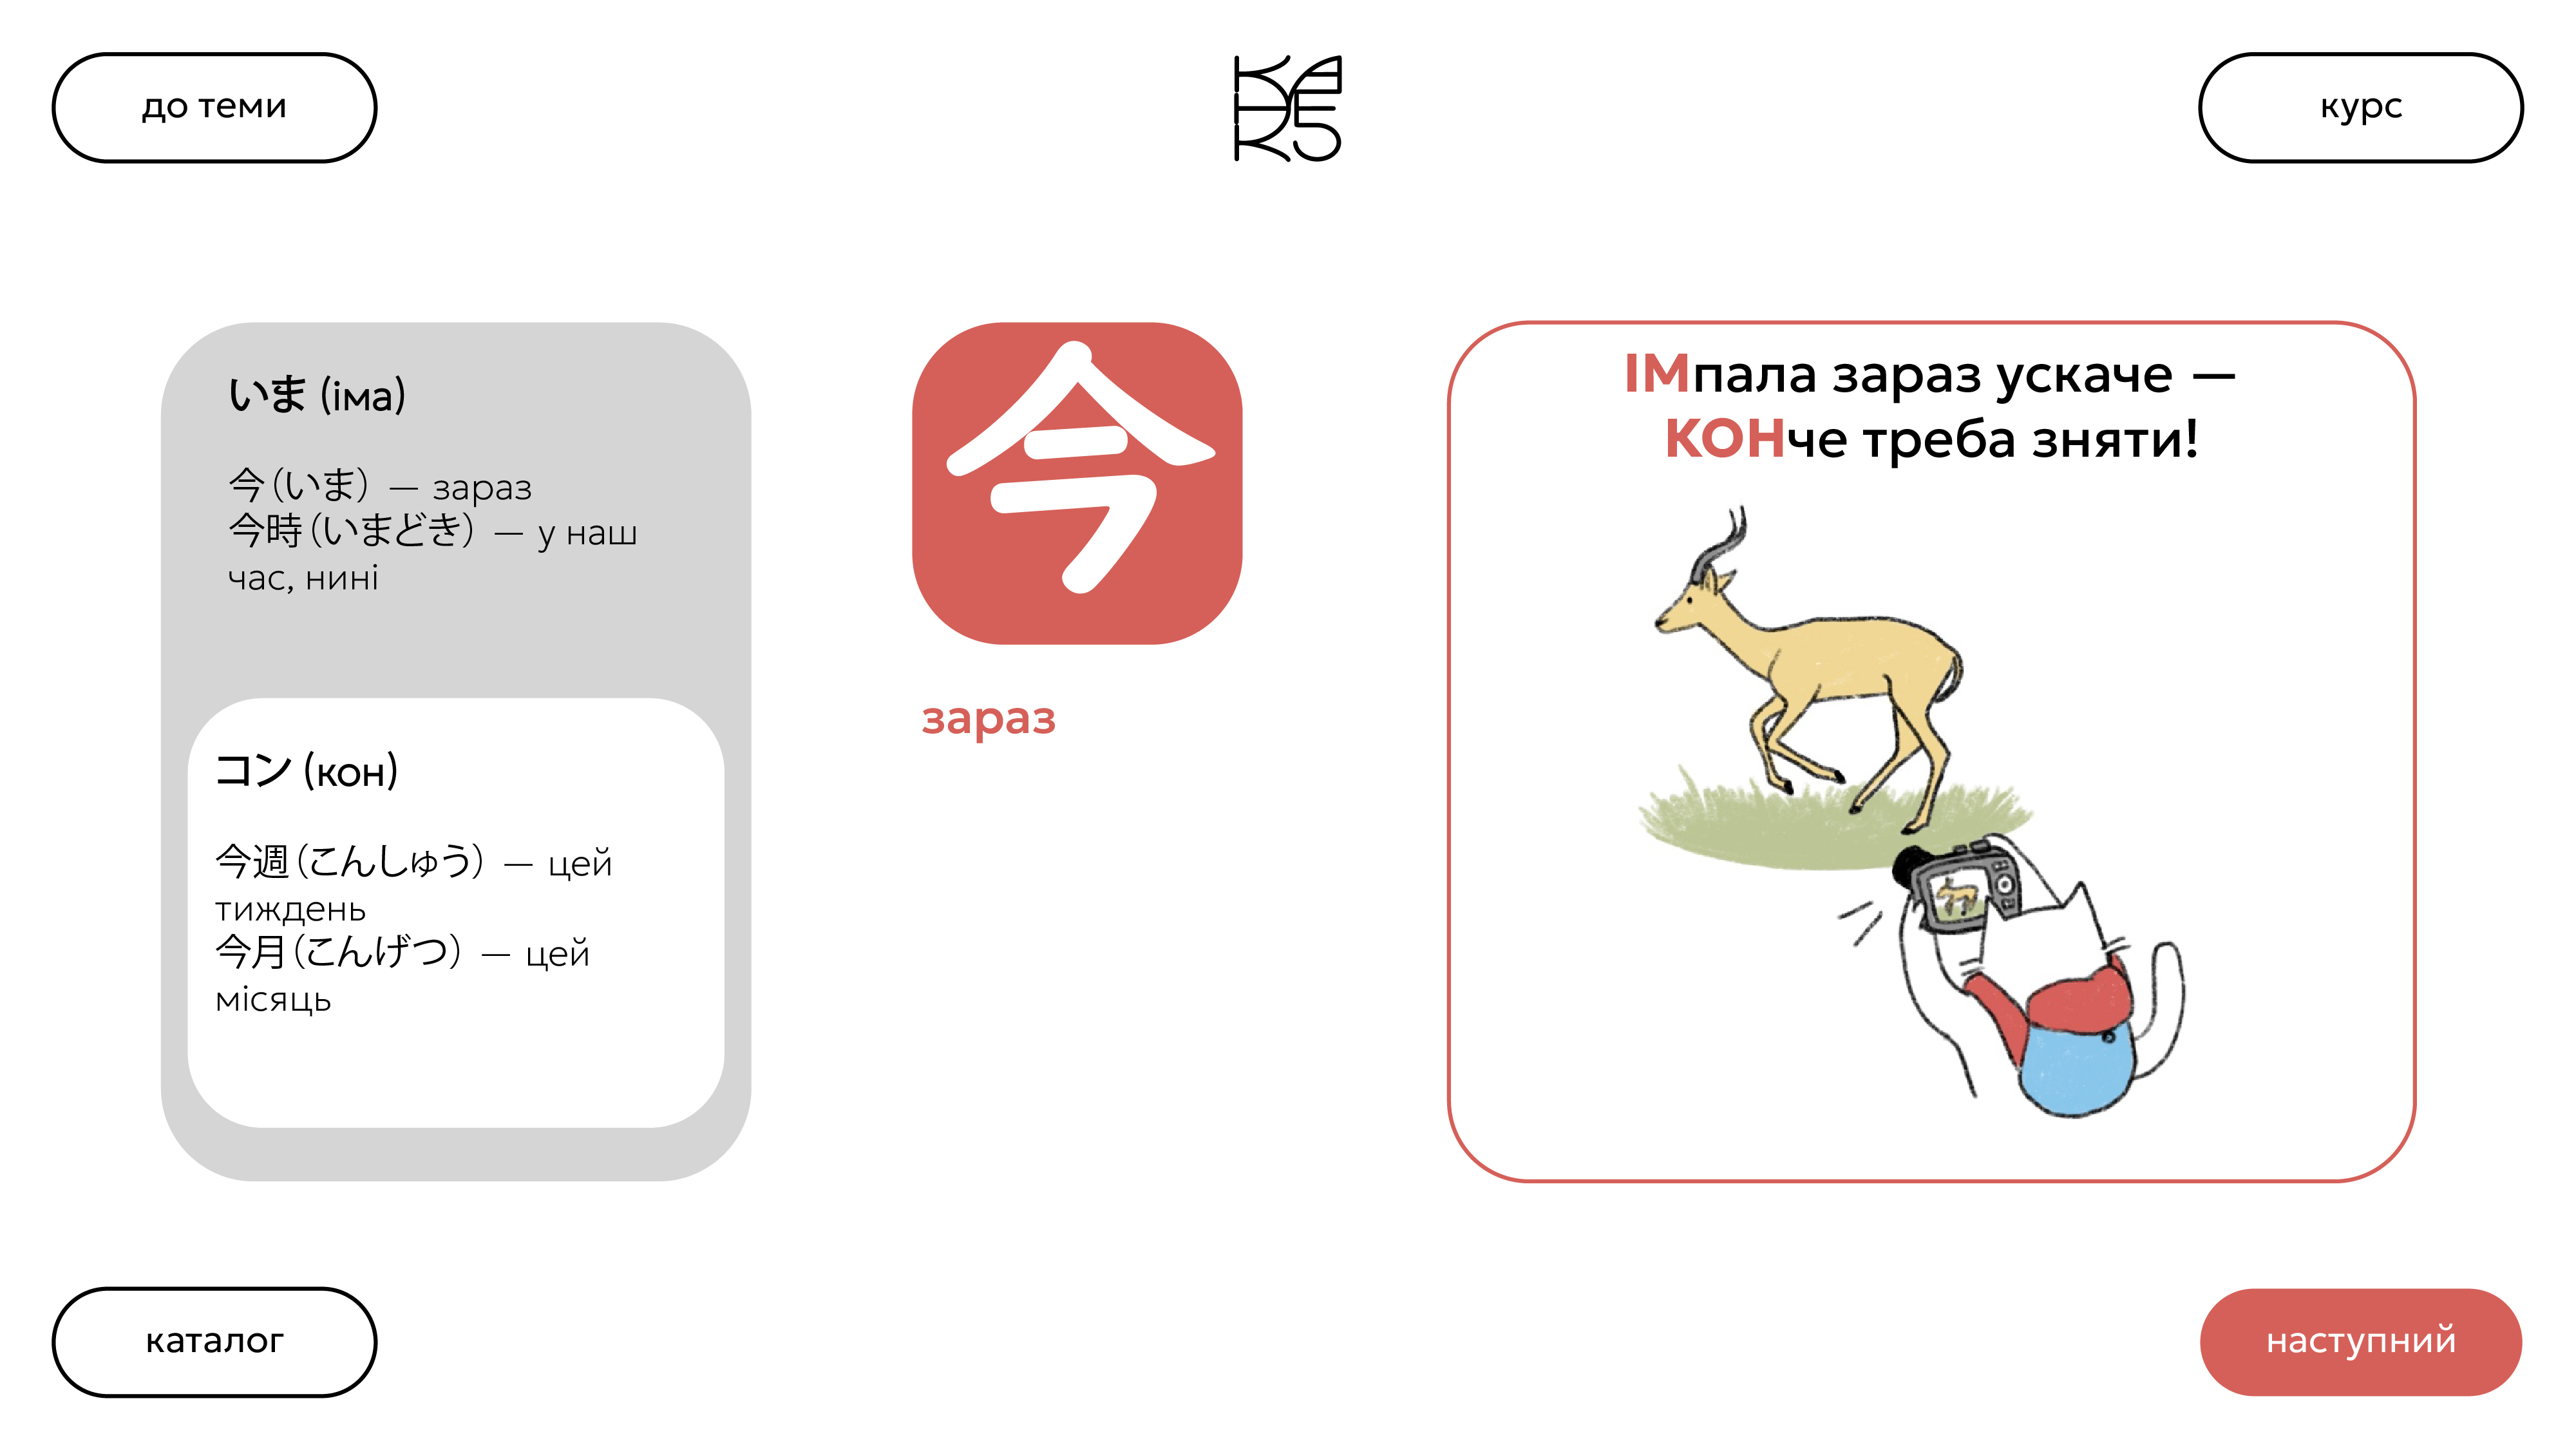 до теми
курс
いま (іма)
今（いま） — зараз
今時（いまどき） — у наш
час, нині
コン (кон)
今週（こんしゅう） — цей
тиждень
今月（こんげつ） — цей
місяць
今
зараз
ІМпала зараз ускаче —
КОНче треба зняти!
каталог
наступний